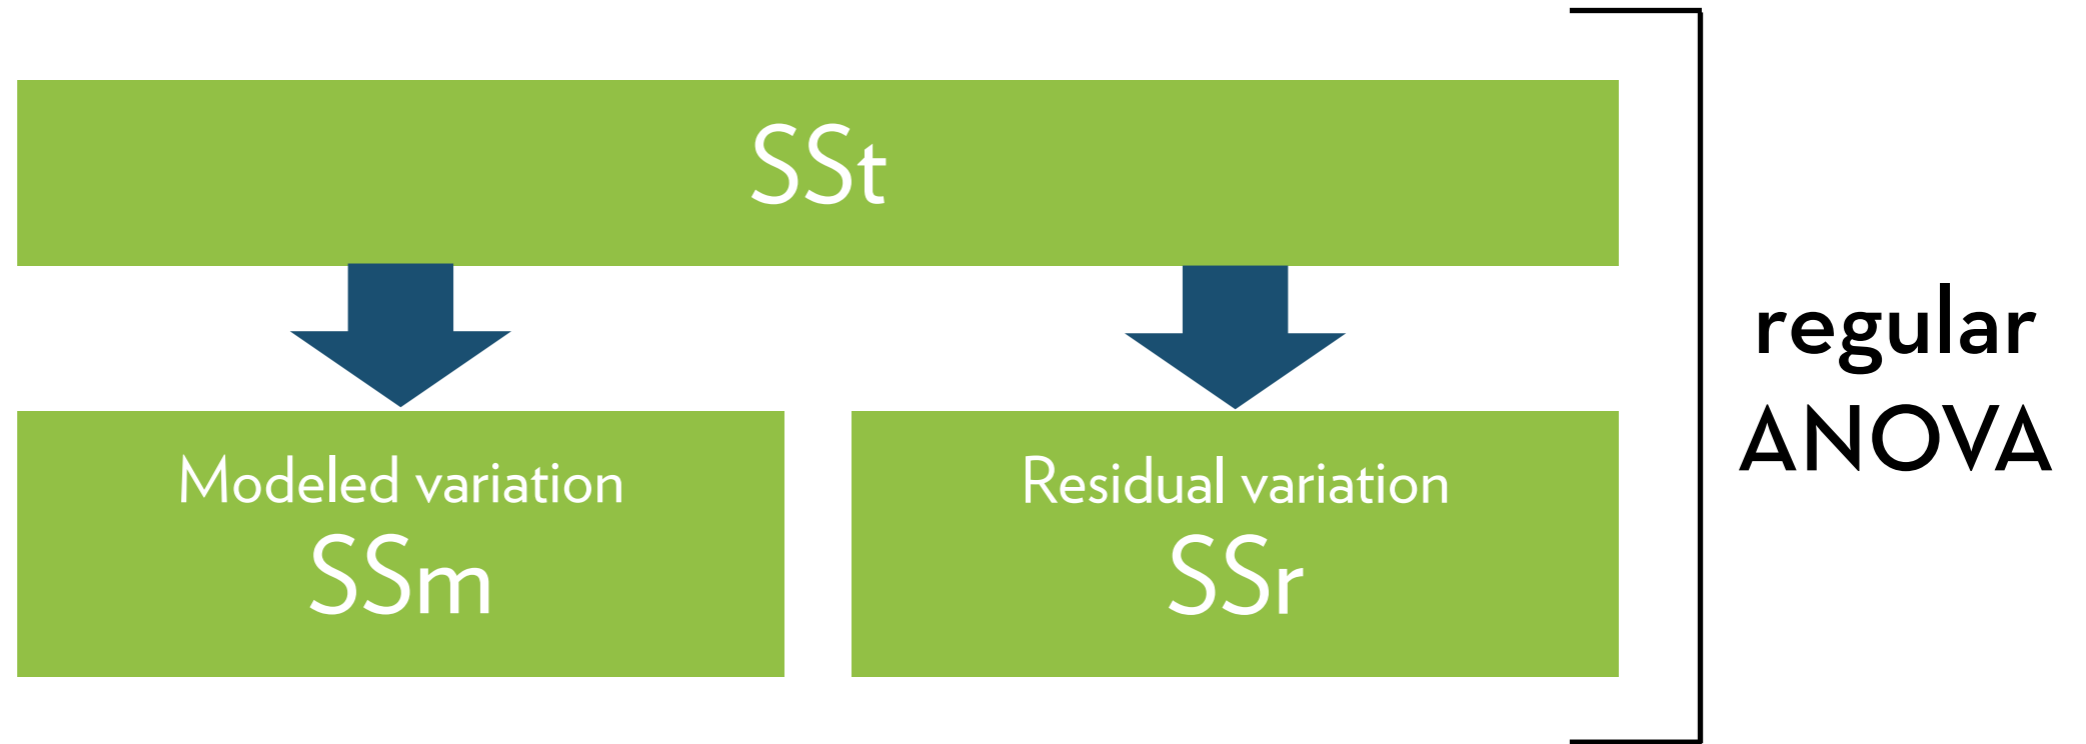 SSt
Modeled variation
SSm
Residual variation
SSr
regular
ANOVA